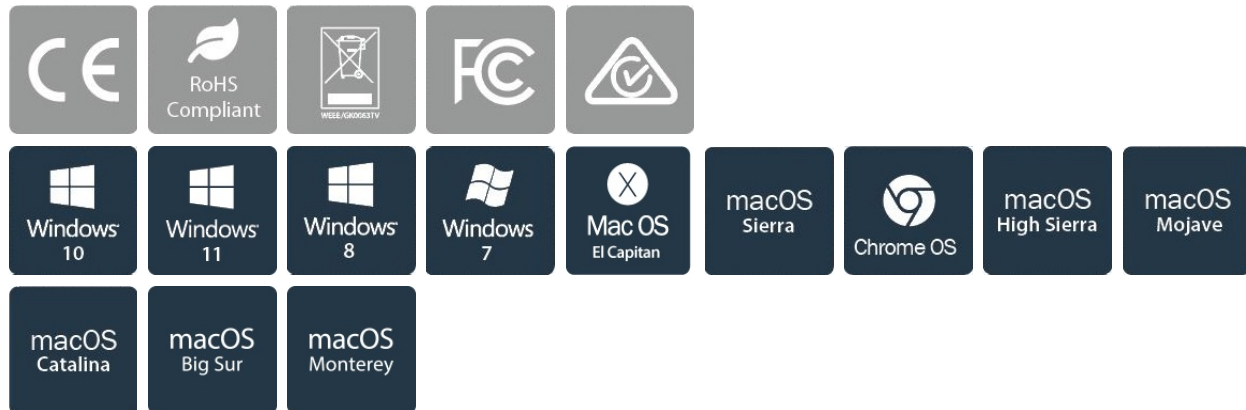 CE
RoHS
Compliant
WEEE/GK0083TV
FC
Windows
10
Windows
11
Windows
8
Windows
7
X
Mac OS
El Capitan
macOS
Sierra
Chrome OS
macOS
High Sierra
macOS
Mojave
macOS
Catalina
macOS
Big Sur
macOS
Monterey